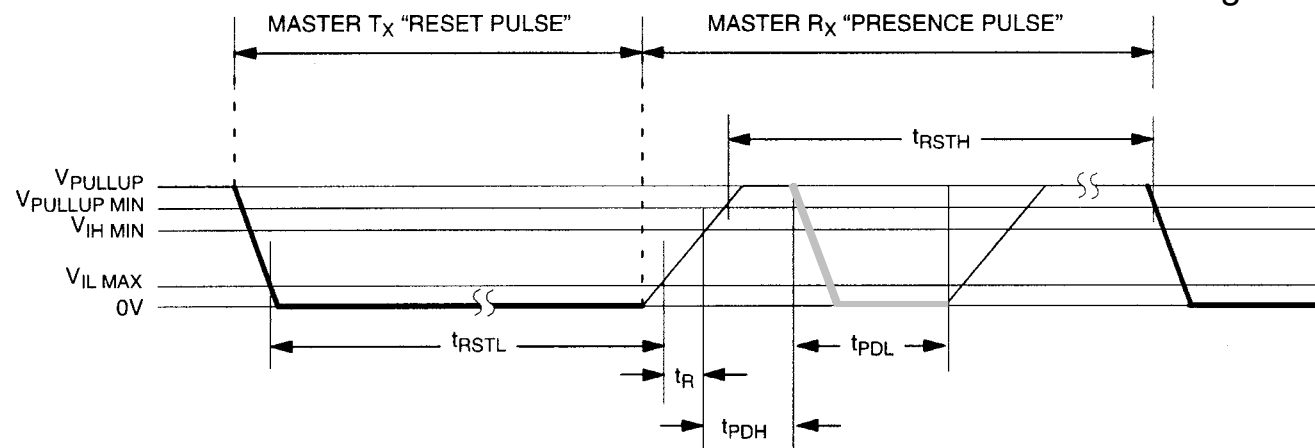 g
MASTER TX “RESET PULSE”
MASTER RX “PRESENCE PULSE”
tRSTH
VPULLUP
VPULLUP MIN
VIH MIN
VIL MAX
0V
tRSTL
tR
tPDL
tPDH